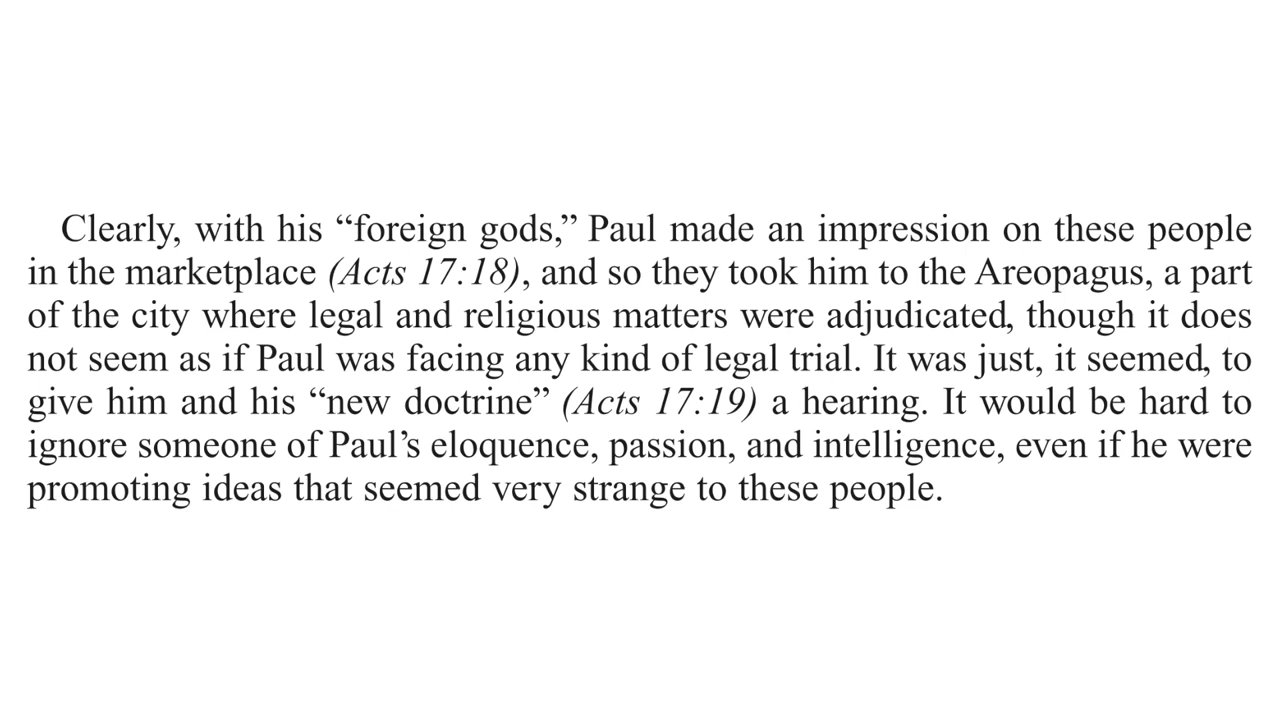 Clearly, with his “foreign gods,” Paul made an impression on these people
in the marketplace (Acts 17:18), and so they took him to the Areopagus, a part
of the city where legal and religious matters were adjudicated, though it does
not seem as if Paul was facing any kind of legal trial. It was just, it seemed, to
give him and his “new doctrine” (Acts 17:19) a hearing. It would be hard to
ignore someone of Paul’s eloquence, passion, and intelligence, even if he were
promoting ideas that seemed very strange to these people.